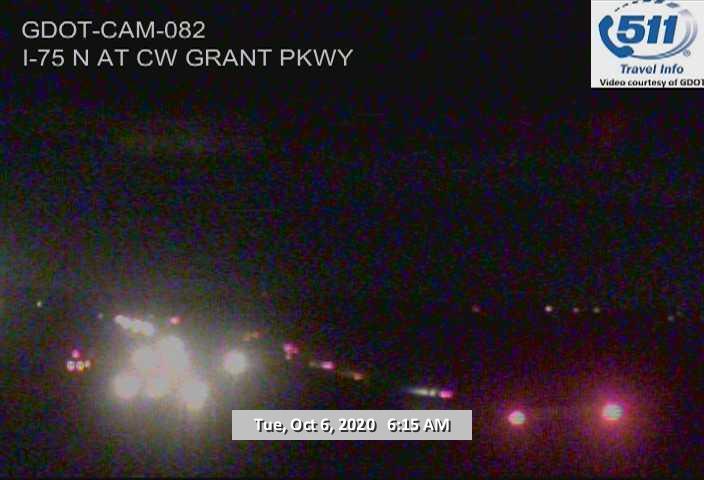 GDOT-CAM-082
I-75 N AT CW GRANT PKWY
511
®
Travel Info
Video courtesy of GDOT
Tue, Oct 6, 2020 6:15 AM